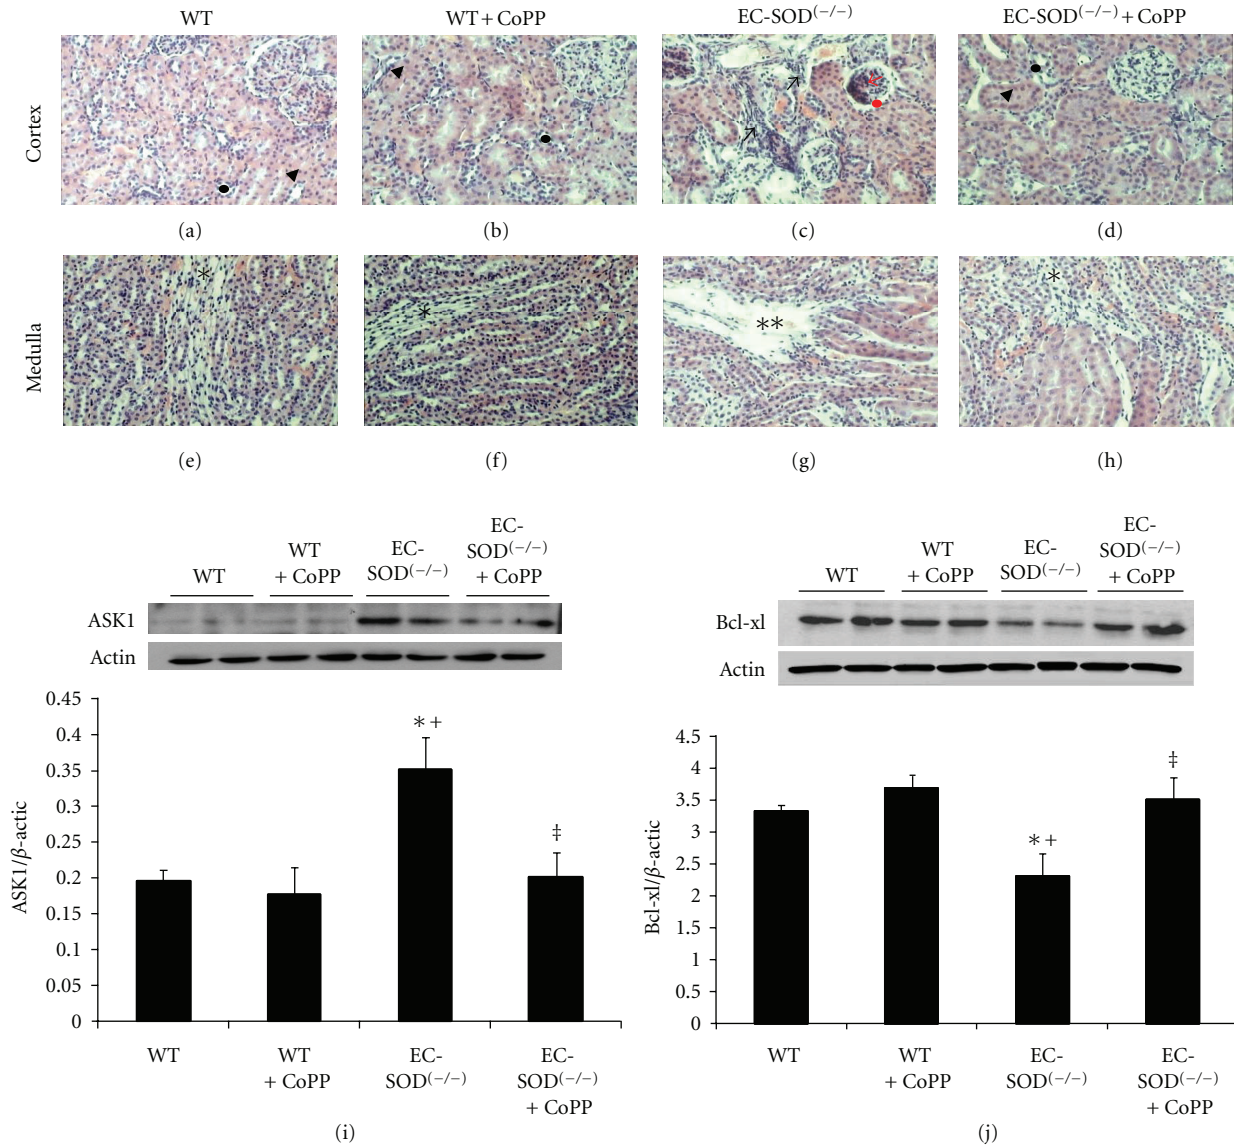 WT
WT + CoPP
EC-SOD(−/−)
EC-SOD(−/−) + CoPP
Cortex
(a)
(b)
(c)
(d)
Medulla
*
*
**
*
(e)
(f)
(g)
(h)
WT
WT
+ CoPP
EC-
SOD(−/−)
EC-
SOD(−/−)
+ CoPP
ASK1
Actin
0.45
0.4
0.35
0.3
0.25
0.2
0.15
0.1
0.05
0
ASK1/β-actic
* +
‡
WT
WT
+ CoPP
EC-
SOD(−/−)
EC-
SOD(−/−)
+ CoPP
(i)
WT
WT
+ CoPP
EC-
SOD(−/−)
EC-
SOD(−/−)
+ CoPP
Bcl-xl
Actin
4.5
4
3.5
3
2.5
2
1.5
1
0.5
0
Bcl-xl/β-actic
* +
‡
WT
WT
+ CoPP
EC-
SOD(−/−)
EC-
SOD(−/−)
+ CoPP
(j)